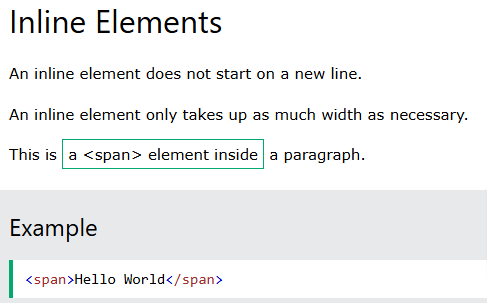 Inline Elements
An inline element does not start on a new line.
An inline element only takes up as much width as necessary.
This is a <span> element inside a paragraph.
Example
<span>Hello World</span>